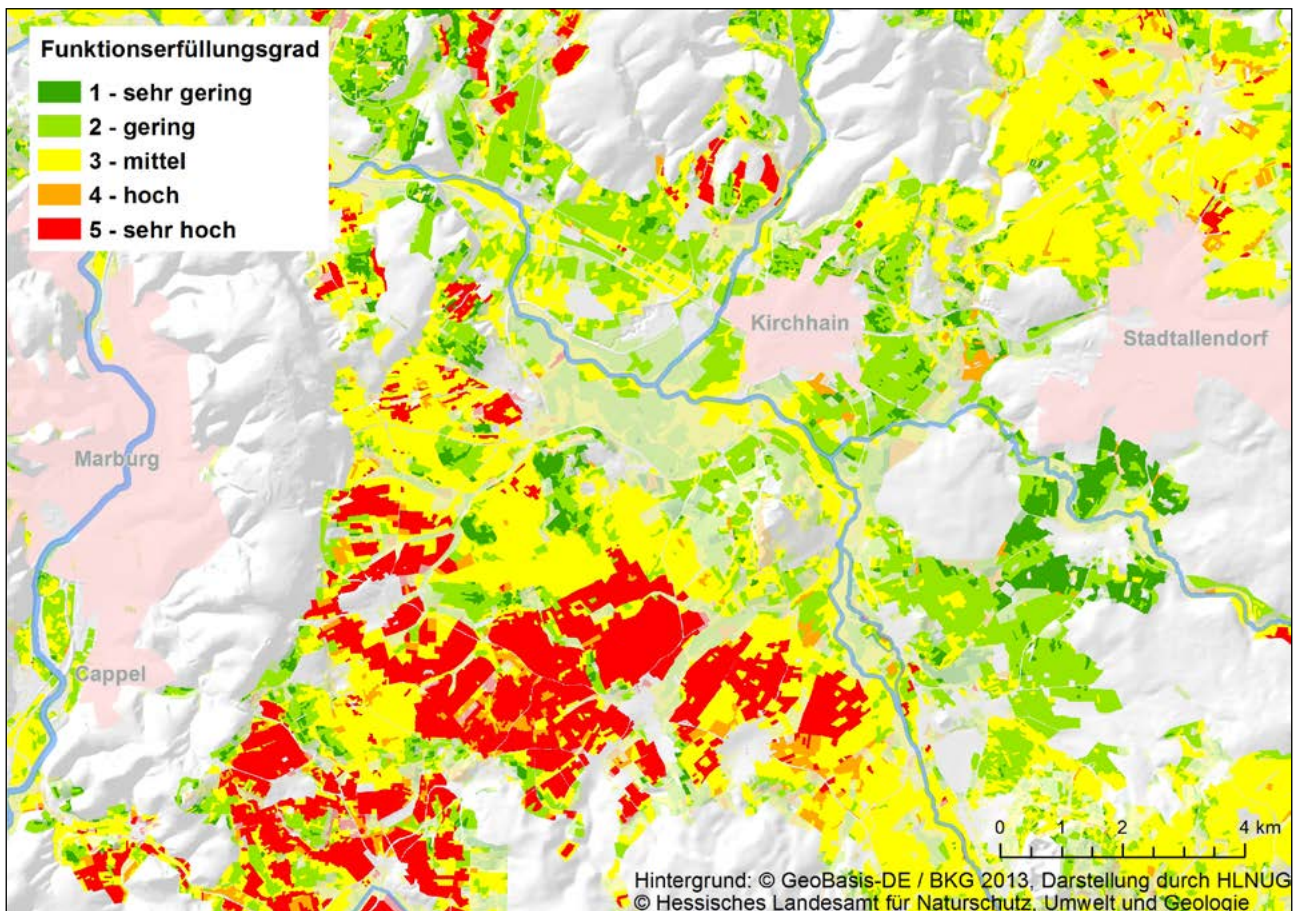 Funktionserfüllungsgrad
1 - sehr gering
2 - gering
3 - mittel
4 - hoch
5 - sehr hoch
Kirchhain
Stadtallendorf
Marburg
Cappel
0 1 2 4 km
Hintergrund: © GeoBasis-DE / BKG 2013, Darstellung durch HLNUG
© Hessisches Landesamt für Naturschutz, Umwelt und Geologie